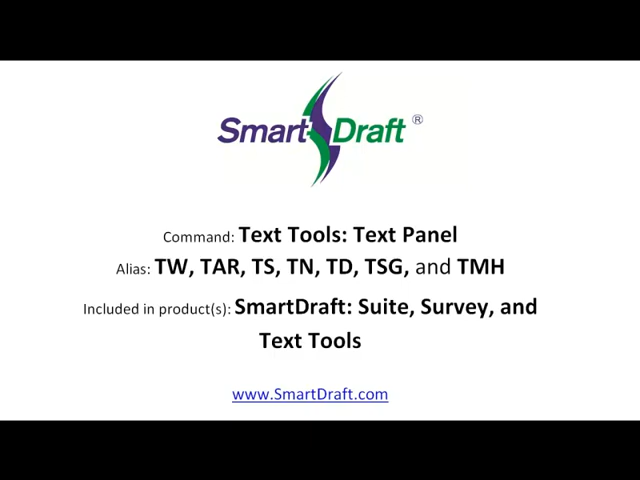 SmartDraft ®
Command: Text Tools: Text Panel
Alias: TW, TAR, TS, TN, TD, TSG, and TMH
Included in product(s): SmartDraft: Suite, Survey, and
Text Tools
www.SmartDraft.com